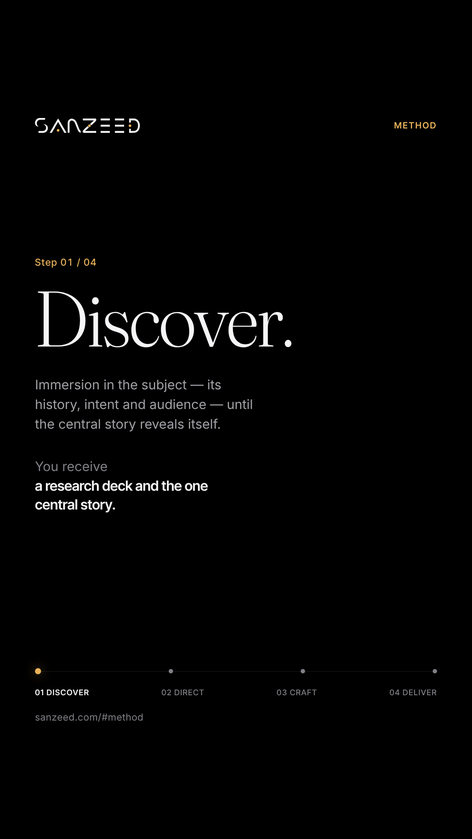 SANZEED
METHOD
Step 01 / 04
Discover.
Immersion in the subject — its
history, intent and audience — until
the central story reveals itself.
You receive
a research deck and the one
central story.
01 DISCOVER
02 DIRECT
03 CRAFT
04 DELIVER
sanzeed.com/#method